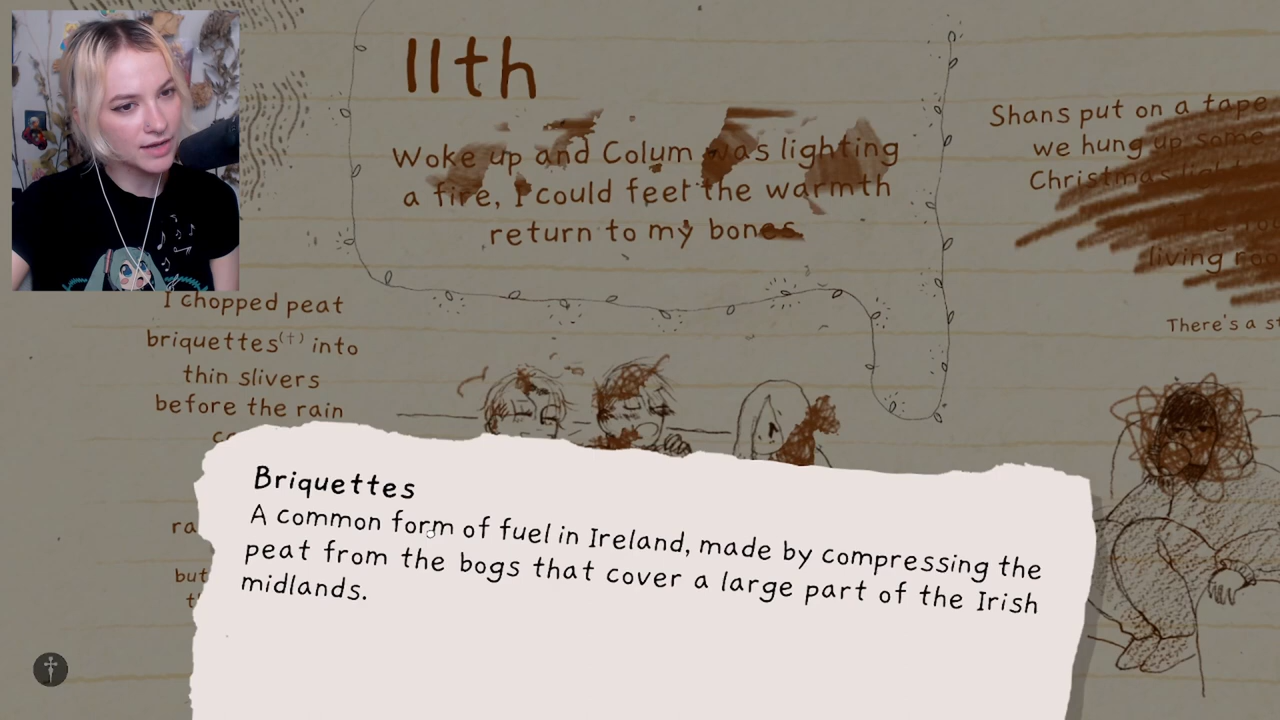 11th
Woke up and Colum was lighting
a fire, I could feel the warmth
return to my bones.
Shans put on a tape
we hung up some
Christmas
living
There's a
I chopped peat
briquettes(†) into
thin slivers
before the rain
but
Briquettes
A common form of fuel in Ireland, made by compressing the
peat from the bogs that cover a large part of the Irish
midlands.